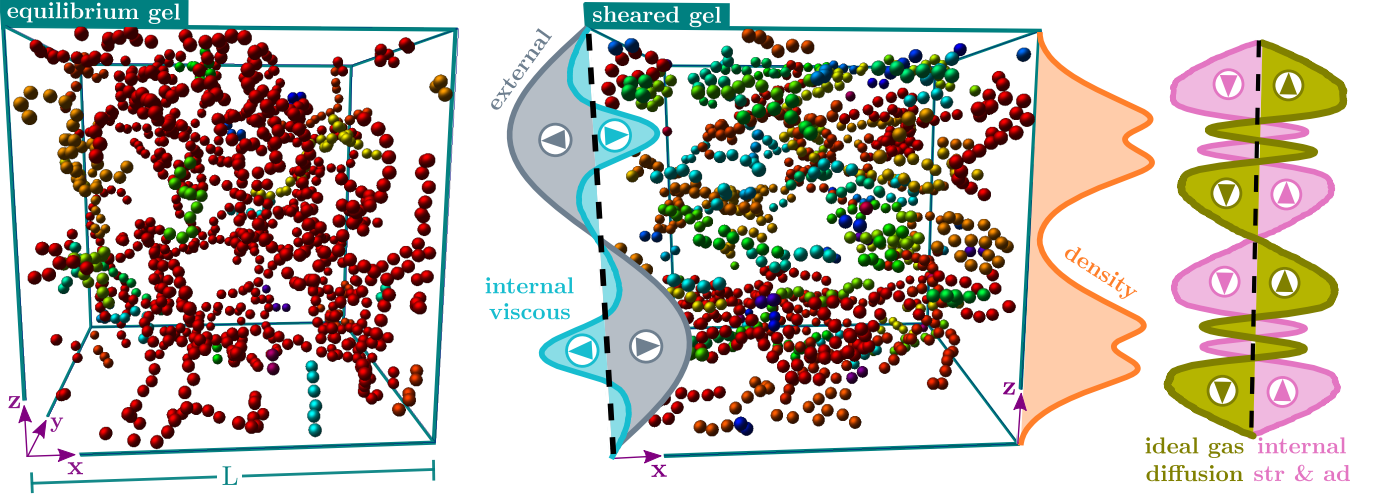 equilibrium gel
z
y
x
L
sheared gel
external
internal
viscous
z
x
density
ideal gas
diffusion
internal
str & ad